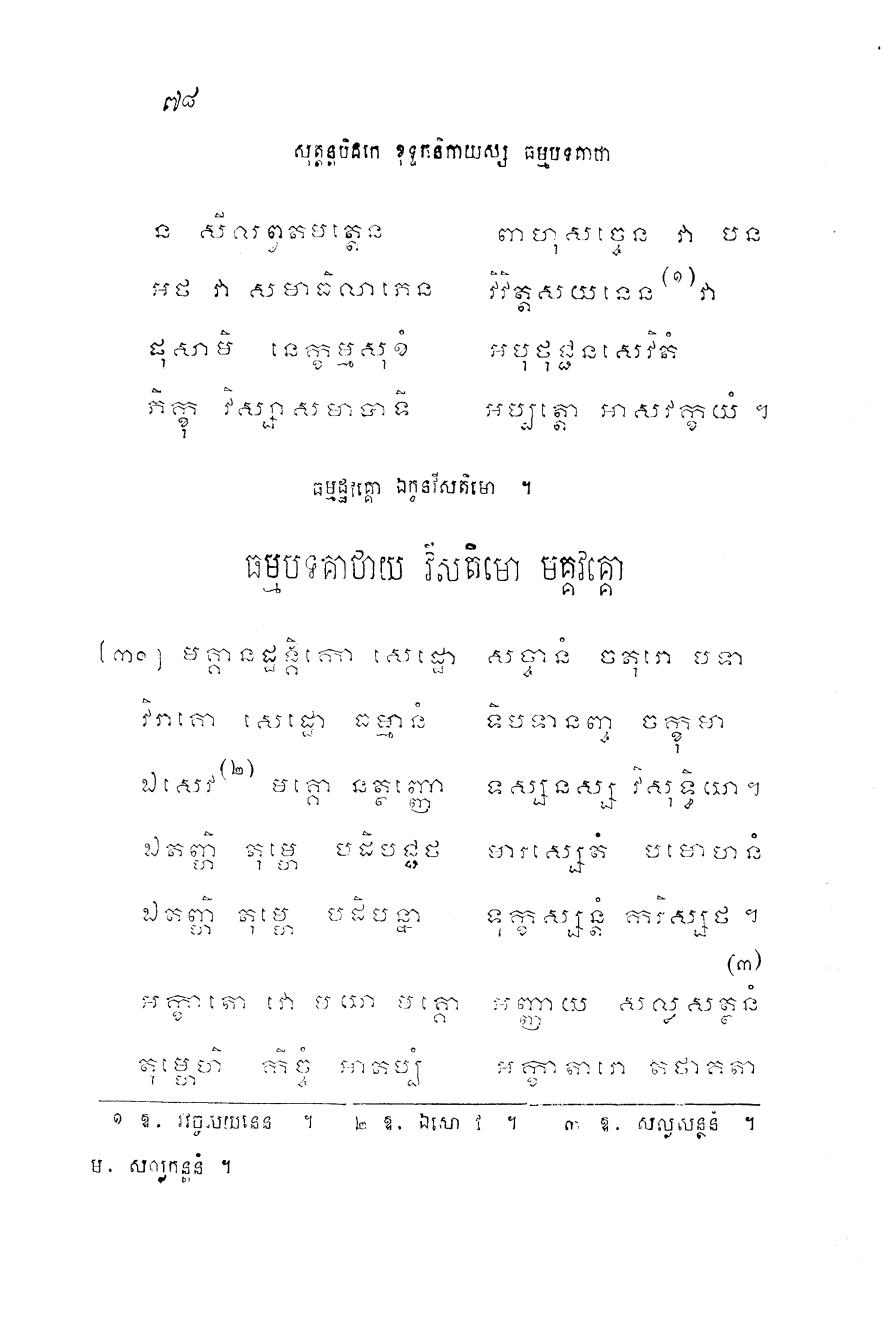 ៧៨
សុត្តន្តបិដកេ ខុទ្ទកនិកាយស្ស ធម្មបទគាថា
ន សីលព្វតមត្តេន ពាហុសច្ចេន វា បន
អថ វា សមាធិលាភេន វិវិត្តសយនេន(១)វា
ផុសាមិ នេក្ខម្មសុខំ អបុថុជ្ជនសេវិតំ
ភិក្ខុ វិស្សាសមាបាទិ អប្បត្តោ អាសវក្ខយំ ។
ធម្មដ្ឋវគ្គោ ឯកូនវីសតិមោ ។
ធម្មបទគាថាយ វីសតិមោ មគ្គវគ្គោ
[៣០] មគ្គានដ្ឋង្គិកោ សេដ្ឋោ សច្ចានំ ចតុរោ បទា
វិរាគោ សេដ្ឋោ ធម្មានំ ទិបទានញ្ច ចក្ខុមា
ឯសេវ(២) មគ្គោ នត្ថញ្ញោ ទស្សនស្ស វិសុទ្ធិយា។
ឯតញ្ហិ តុម្ហេ បដិបជ្ជថ មារស្សេតំ បមោហនំ
ឯតញ្ហិ តុម្ហេ បដិបន្នា ទុក្ខស្សន្តំ ករិស្សថ ។
(៣)
អក្ខាតោ វោ មយា មគ្គោ អញ្ញាយ សល្លសត្ថនំ
តុម្ហេហិ កិច្ចំ អាតប្បំ អក្ខាតារោ តថាគតា
១ ឱ. វិវិច្ចសយនេន ។ ២ ឱ. ឯសោ វ ។ ៣ ឱ. សល្លសន្ថនំ ។
ម. សល្លកន្តនំ ។